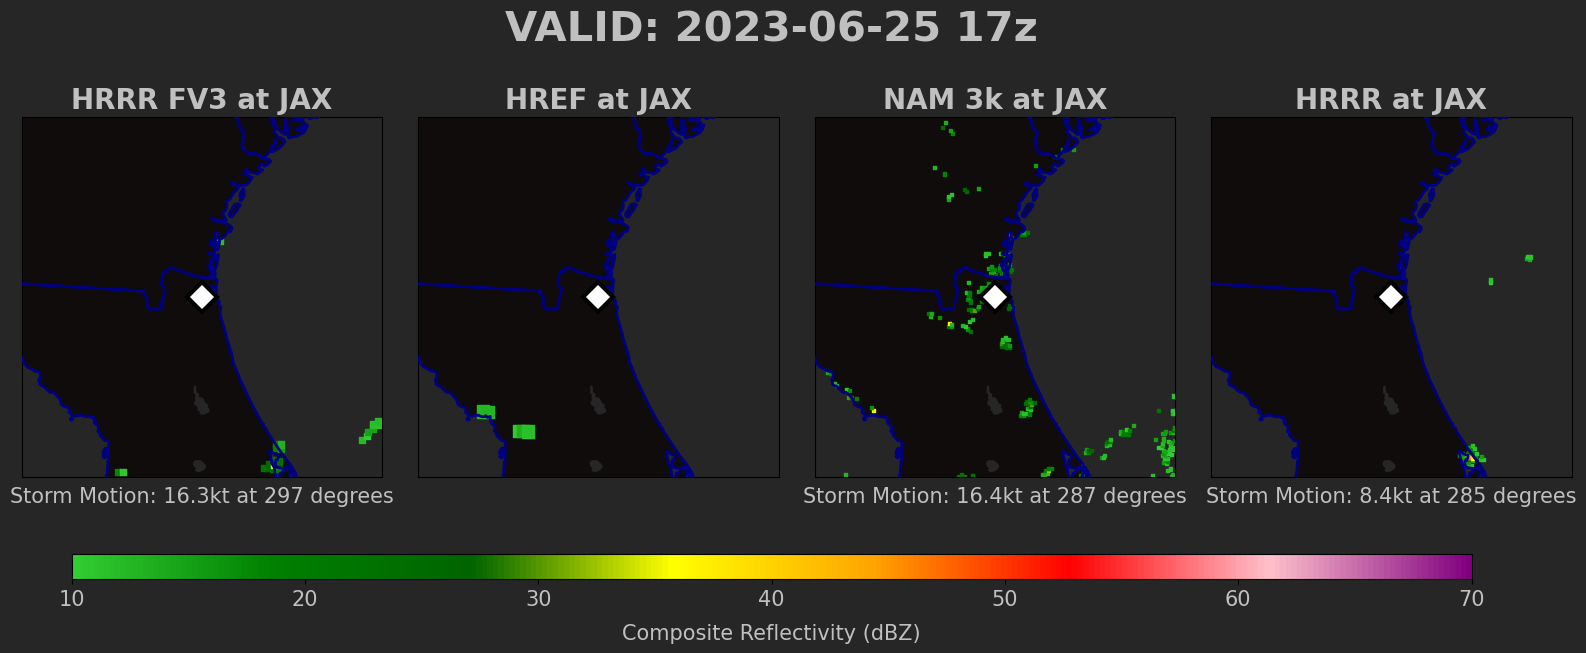 VALID: 2023-06-25 17z
HRRR FV3 at JAX
HREF at JAX
NAM 3k at JAX
HRRR at JAX
Storm Motion: 16.3kt at 297 degrees
Storm Motion: 16.4kt at 287 degrees
Storm Motion: 8.4kt at 285 degrees
10 20 30 40 50 60 70
Composite Reflectivity (dBZ)